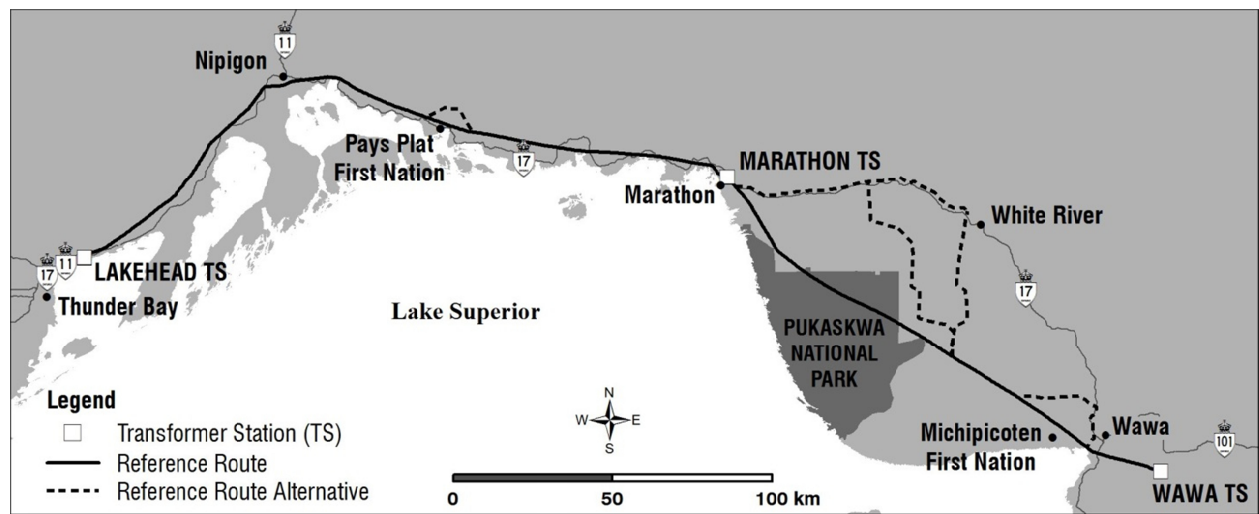 11
Nipigon
Pays Plat
First Nation
17
MARATHON TS
Marathon
White River
17
11
LAKEHEAD TS
17
Thunder Bay
Lake Superior
PUKASKWA
NATIONAL
PARK
Legend
Transformer Station (TS)
Reference Route
Reference Route Alternative
N
W
E
S
0
50
100 km
Michipicoten
First Nation
Wawa
101
WAWA TS